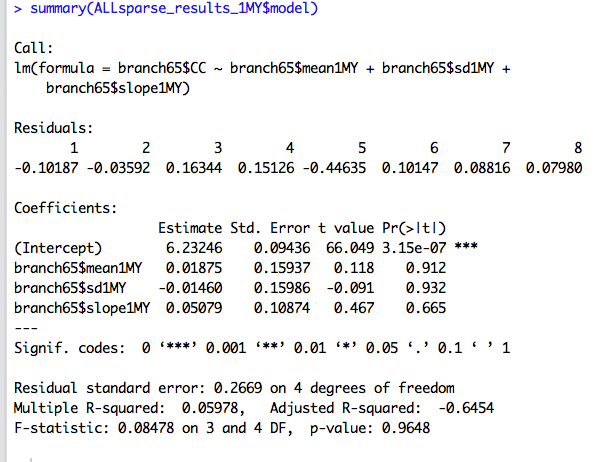 > summary(ALLsparse_results_1MY$model)
Call:
lm(formula = branch65$CC ~ branch65$mean1MY + branch65$sd1MY +
    branch65$slope1MY)
Residuals:
       1        2        3        4        5        6        7        8
-0.10187 -0.03592  0.16344  0.15126 -0.44635  0.10147  0.08816  0.07980
Coefficients:
                  Estimate Std. Error t value Pr(>|t|)
(Intercept)        6.23246    0.09436  66.049 3.15e-07 ***
branch65$mean1MY   0.01875    0.15937   0.118    0.912
branch65$sd1MY    -0.01460    0.15986  -0.091    0.932
branch65$slope1MY  0.05079    0.10874   0.467    0.665
---
Signif. codes:  0 ‘***’ 0.001 ‘**’ 0.01 ‘*’ 0.05 ‘.’ 0.1 ‘ ’ 1
Residual standard error: 0.2669 on 4 degrees of freedom
Multiple R-squared:  0.05978,	Adjusted R-squared:  -0.6454
F-statistic: 0.08478 on 3 and 4 DF,  p-value: 0.9648